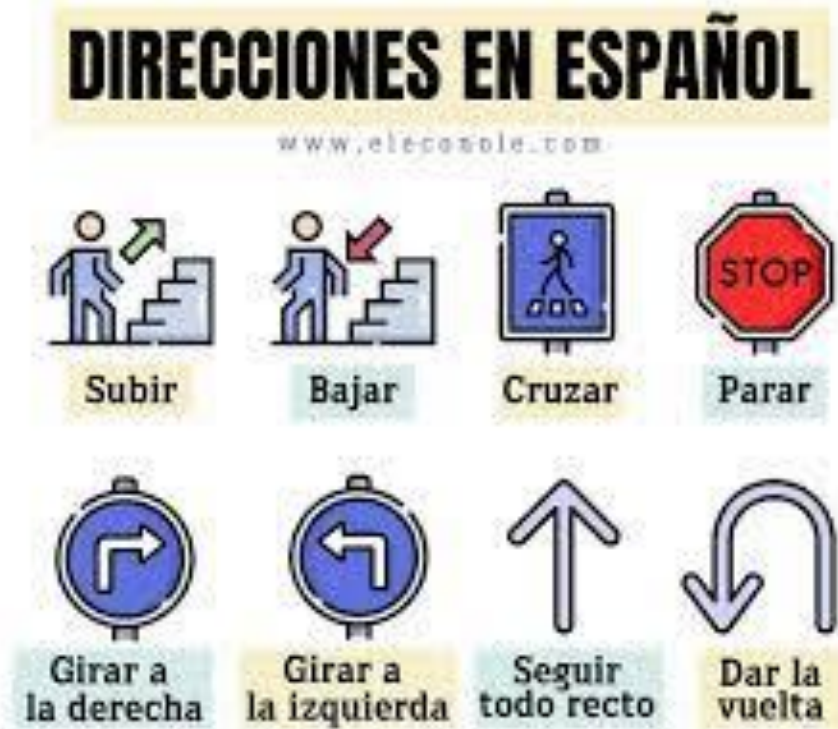 DIRECCIONES EN ESPAÑOL
Subir
Bajar
Cruzar
STOP
Parar
Girar a
la derecha
Girar a
la izquierda
Seguir
todo recto
Dar la
vuelta